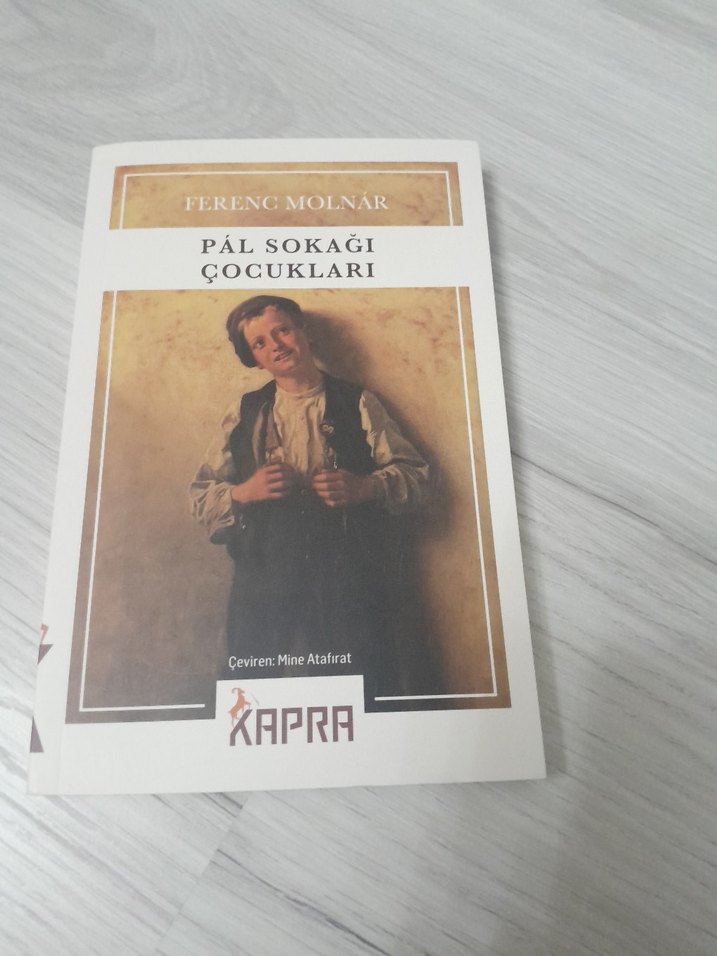 FERENC MOLNÁR
PÁL SOKAĞI
ÇOCUKLARI
Çeviren: Mine Atafırat
KAPRA